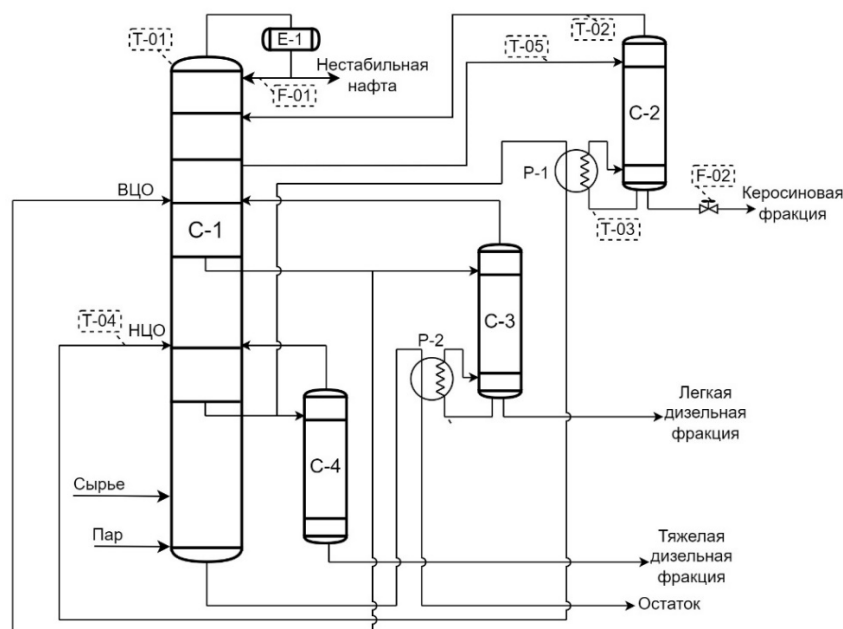 T-01
E-1
T-02
T-05
Нестабильная
нафта
F-01
С-2
P-1
F-02
Керосиновая
фракция
ВЦО
С-1
T-03
С-3
T-04
НЦО
P-2
Легкая
дизельная
фракция
С-4
Сырье
Пар
Тяжелая
дизельная
фракция
Остаток